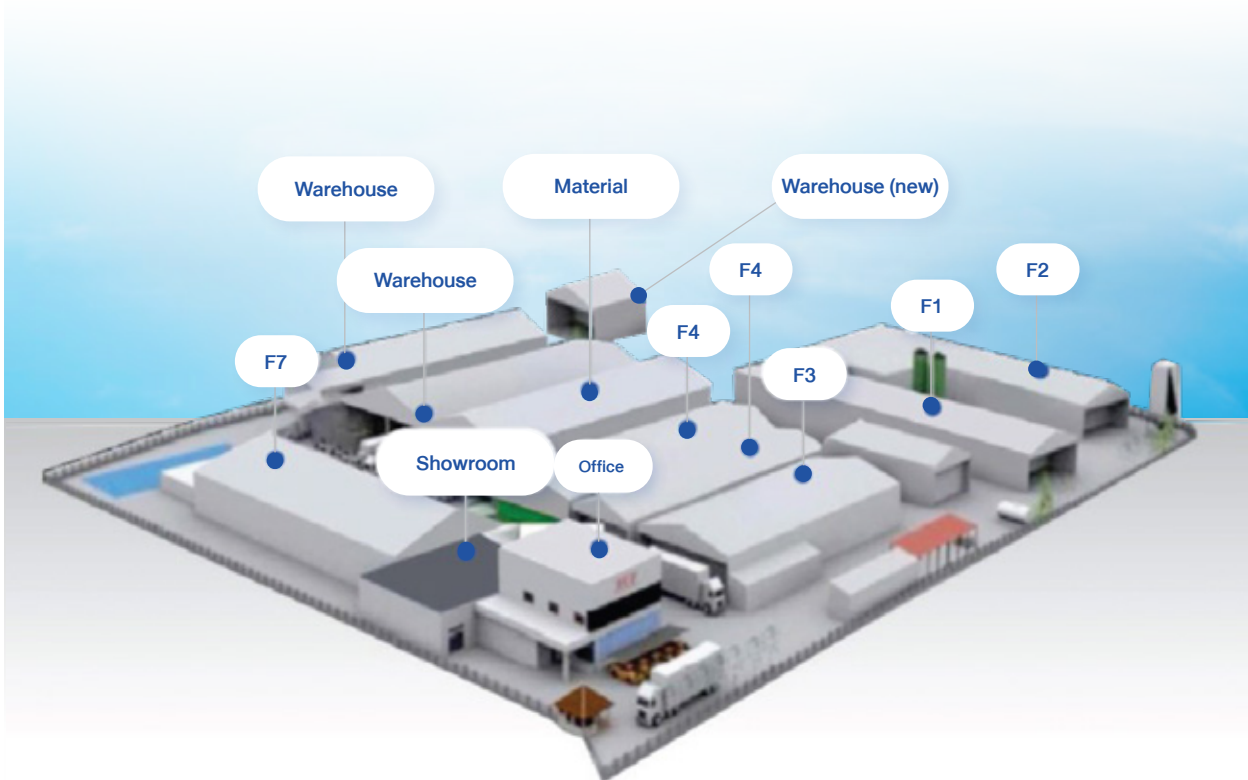 Warehouse
Material
Warehouse (new)
Warehouse
F4
F2
F1
F4
F7
F3
Showroom
Office